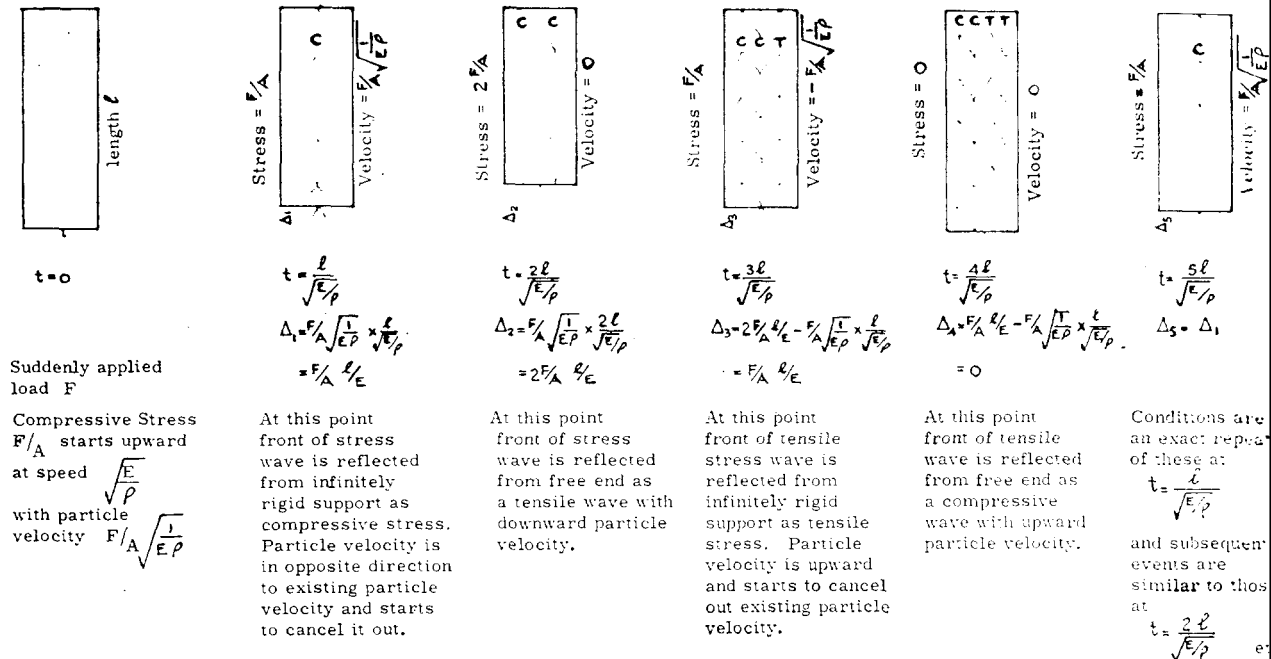 length ℓ
t = 0
Suddenly applied
load F
Compressive Stress
F/A starts upward
at speed √(E/ρ)
with particle
velocity F/A √(1/Eρ)
C
Stress = F/A
Velocity = F/A √(1/Eρ)
Δ1
t = ℓ/√(E/ρ)
Δ1 = F/A √(1/Eρ) × ℓ/√(E/ρ)
= F/A ℓ/E
At this point
front of stress
wave is reflected
from infinitely
rigid support as
compressive stress.
Particle velocity is
in opposite direction
to existing particle
velocity and starts
to cancel it out.
C C
Stress = 2 F/A
Velocity = 0
Δ2
t = 2ℓ/√(E/ρ)
Δ2 = F/A √(1/Eρ) × 2ℓ/√(E/ρ)
= 2F/A ℓ/E
At this point
front of stress
wave is reflected
from free end as
a tensile wave with
downward particle
velocity.
C C T
Stress = F/A
Velocity = - F/A √(1/Eρ)
Δ3
t = 3ℓ/√(E/ρ)
Δ3 = 2F/A ℓ/E - F/A √(1/Eρ) × ℓ/√(E/ρ)
= F/A ℓ/E
At this point
front of tensile
stress wave is
reflected from
infinitely rigid
support as tensile
stress. Particle
velocity is upward
and starts to cancel
out existing particle
velocity.
C C T T
Stress = 0
Velocity = 0
t = 4ℓ/√(E/ρ)
Δ4 = F/A ℓ/E - F/A √(1/Eρ) × ℓ/√(E/ρ)
= 0
At this point
front of tensile
wave is reflected
from free end as
a compressive
wave with upward
particle velocity.
C
Stress = F/A
Velocity = F/A √(1/Eρ)
Δ5
t = 5ℓ/√(E/ρ)
Δ5 = Δ1
Conditions are
an exact repea
of these at
t = ℓ/√(E/ρ)
and subsequen
events are
similar to thos
at
t = 2ℓ/√(E/ρ)